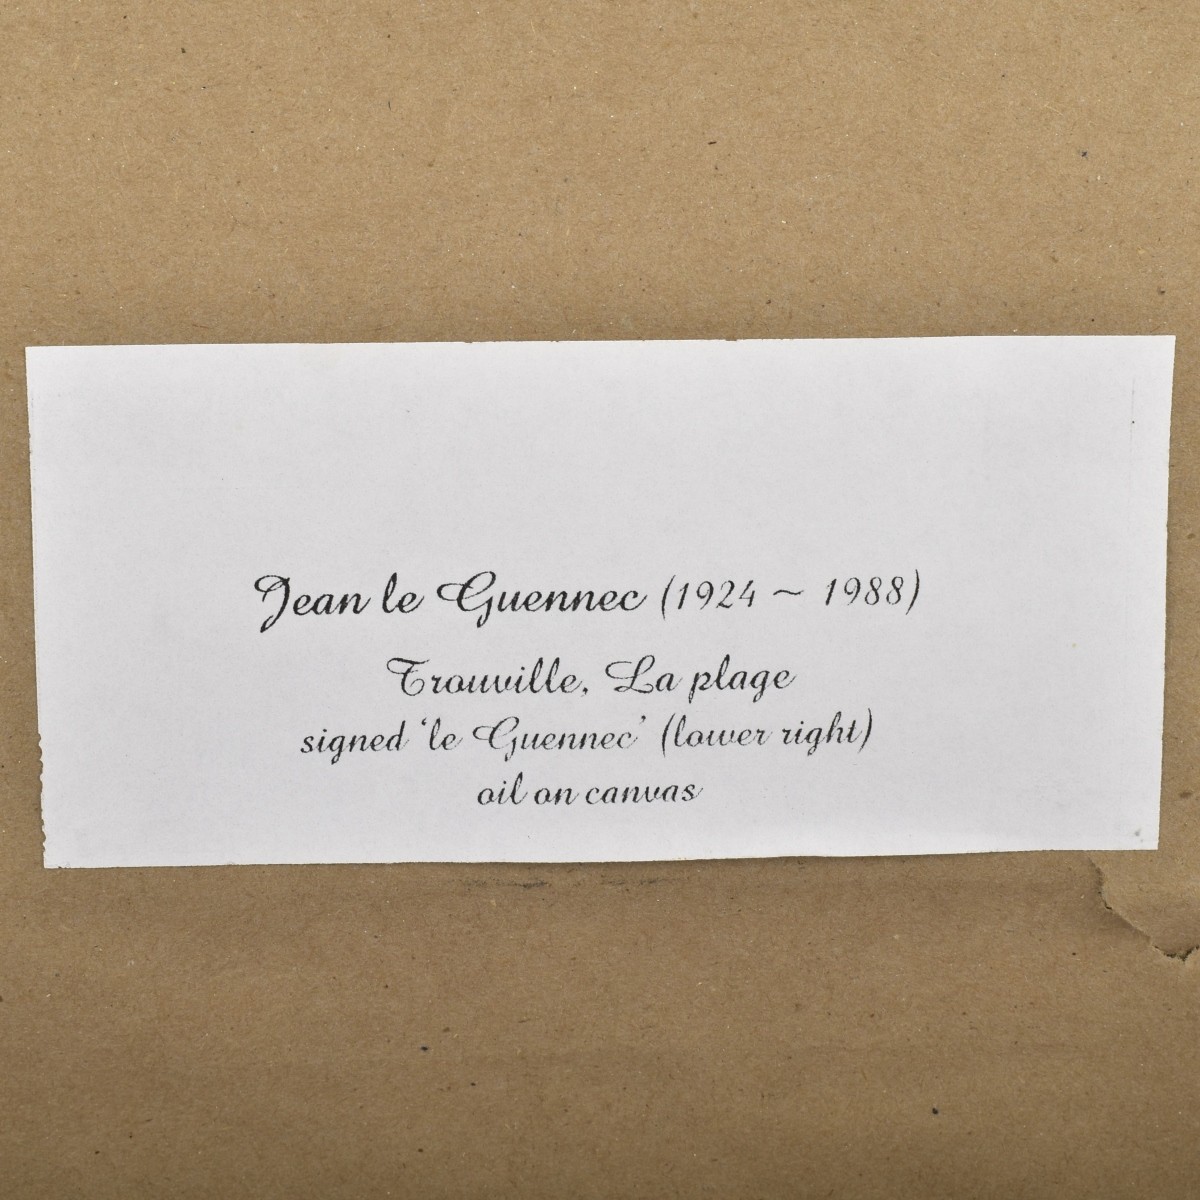 Jean le Guennec (1924 ~ 1988)
Trouville, La plage
signed ‘le Guennec’ (lower right)
oil on canvas